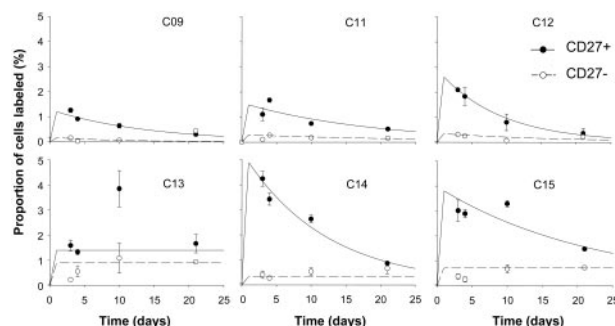 C09 C11 C12
CD27+
CD27-
5
4
3
2
1
0
Proportion of cells labeled (%)
C13 C14 C15
5
4
3
2
1
0
0 5 10 15 20 25 0 5 10 15 20 25 0 5 10 15 20 25
Time (days) Time (days) Time (days)